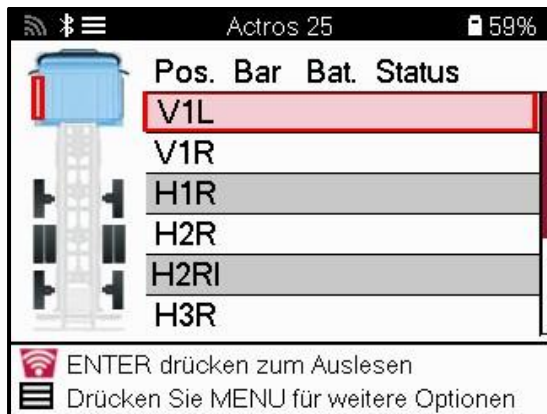 Actros 25 59%
Pos. Bar Bat. Status
V1L
V1R
H1R
H2R
H2RI
H3R
ENTER drücken zum Auslesen
Drücken Sie MENU für weitere Optionen